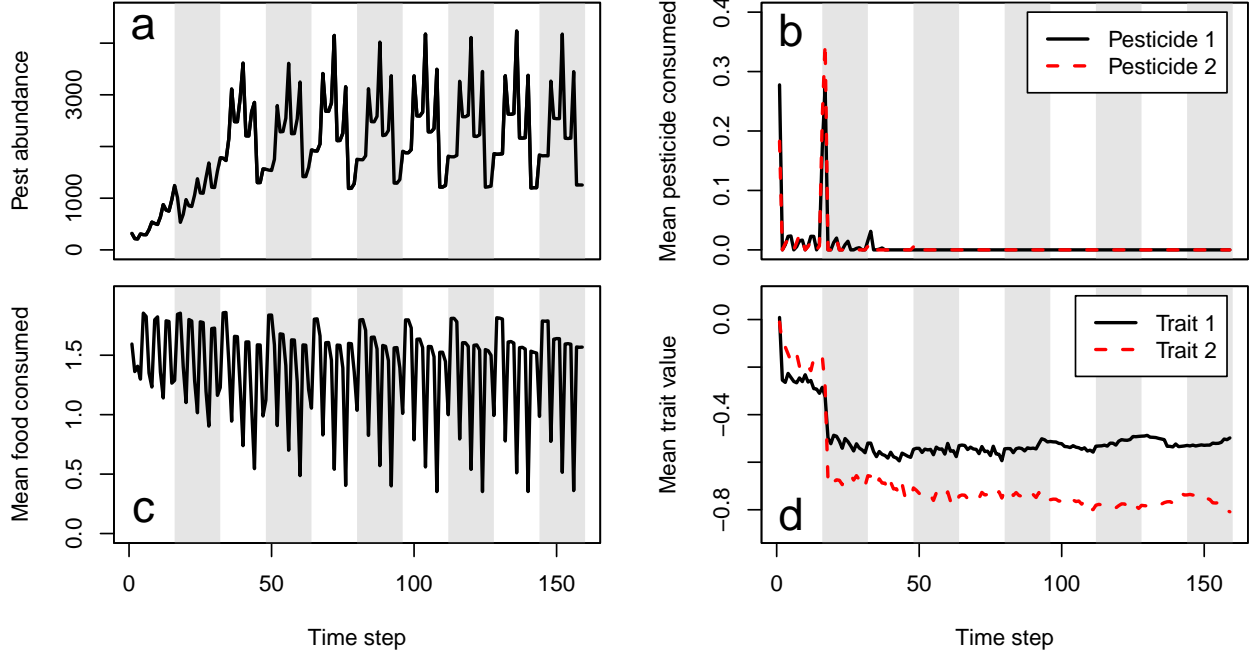 a
Pest abundance
0
1000
3000
b
Mean pesticide consumed
0.0
0.1
0.2
0.3
0.4
Pesticide 1
Pesticide 2
c
Mean food consumed
0.0
0.5
1.0
1.5
0
50
100
150
Time step
d
Mean trait value
−0.8
−0.4
0.0
Trait 1
Trait 2
0
50
100
150
Time step